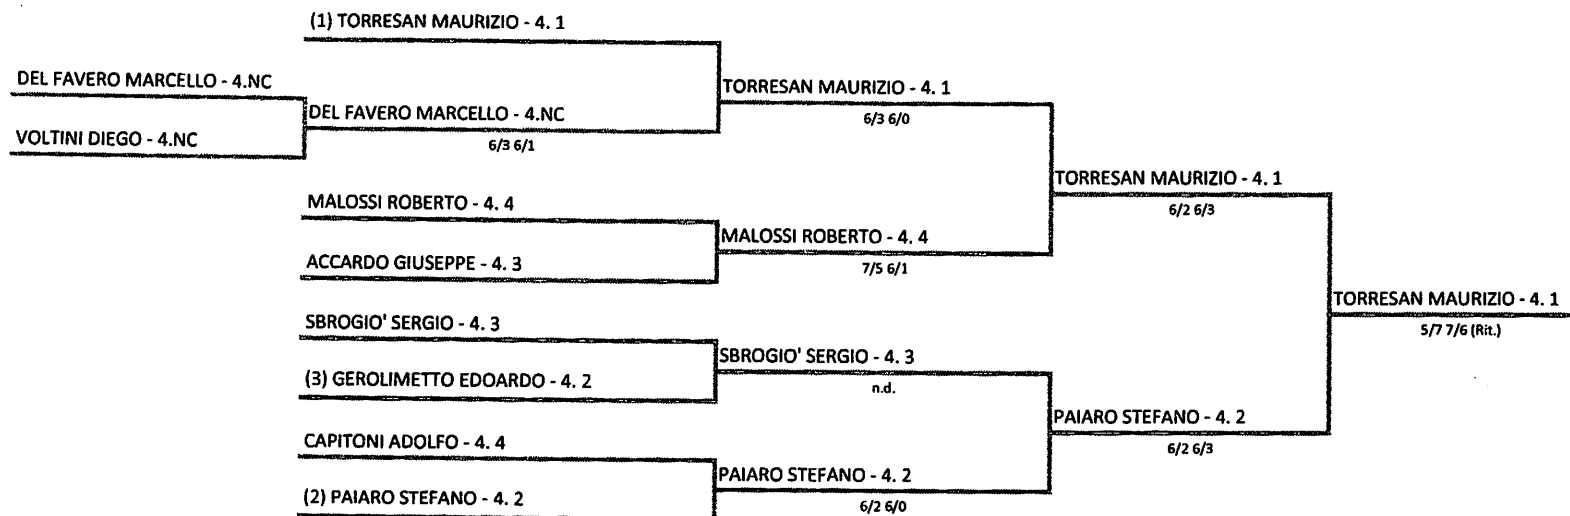 (1) TORRESAN MAURIZIO - 4. 1
DEL FAVERO MARCELLO - 4.NC
VOLTINI DIEGO - 4.NC
DEL FAVERO MARCELLO - 4.NC
6/3 6/1
TORRESAN MAURIZIO - 4. 1
6/3 6/0
MALOSSI ROBERTO - 4. 4
ACCARDO GIUSEPPE - 4. 3
MALOSSI ROBERTO - 4. 4
7/5 6/1
TORRESAN MAURIZIO - 4. 1
6/2 6/3
SBROGIO' SERGIO - 4. 3
(3) GEROLIMETTO EDOARDO - 4. 2
SBROGIO' SERGIO - 4. 3
n.d.
CAPITONI ADOLFO - 4. 4
(2) PAIARO STEFANO - 4. 2
PAIARO STEFANO - 4. 2
6/2 6/0
PAIARO STEFANO - 4. 2
6/2 6/3
TORRESAN MAURIZIO - 4. 1
5/7 7/6 (Rit.)